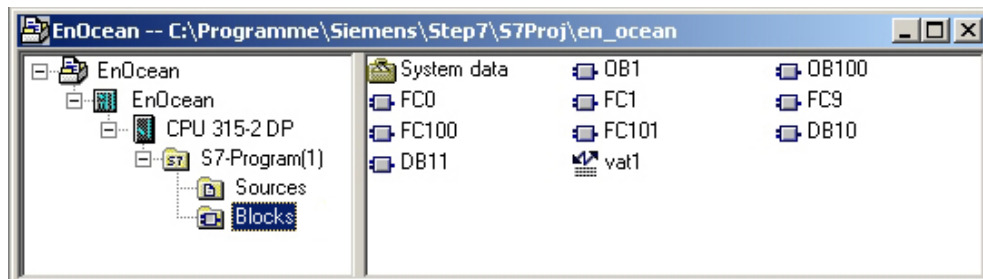 EnOcean -- C:\Programme\Siemens\Step7\S7Proj\en_ocean
EnOcean
EnOcean
CPU 315-2 DP
S7-Program(1)
Sources
Blocks
System data OB1 OB100
FC0 FC1 FC9
FC100 FC101 DB10
DB11 vat1